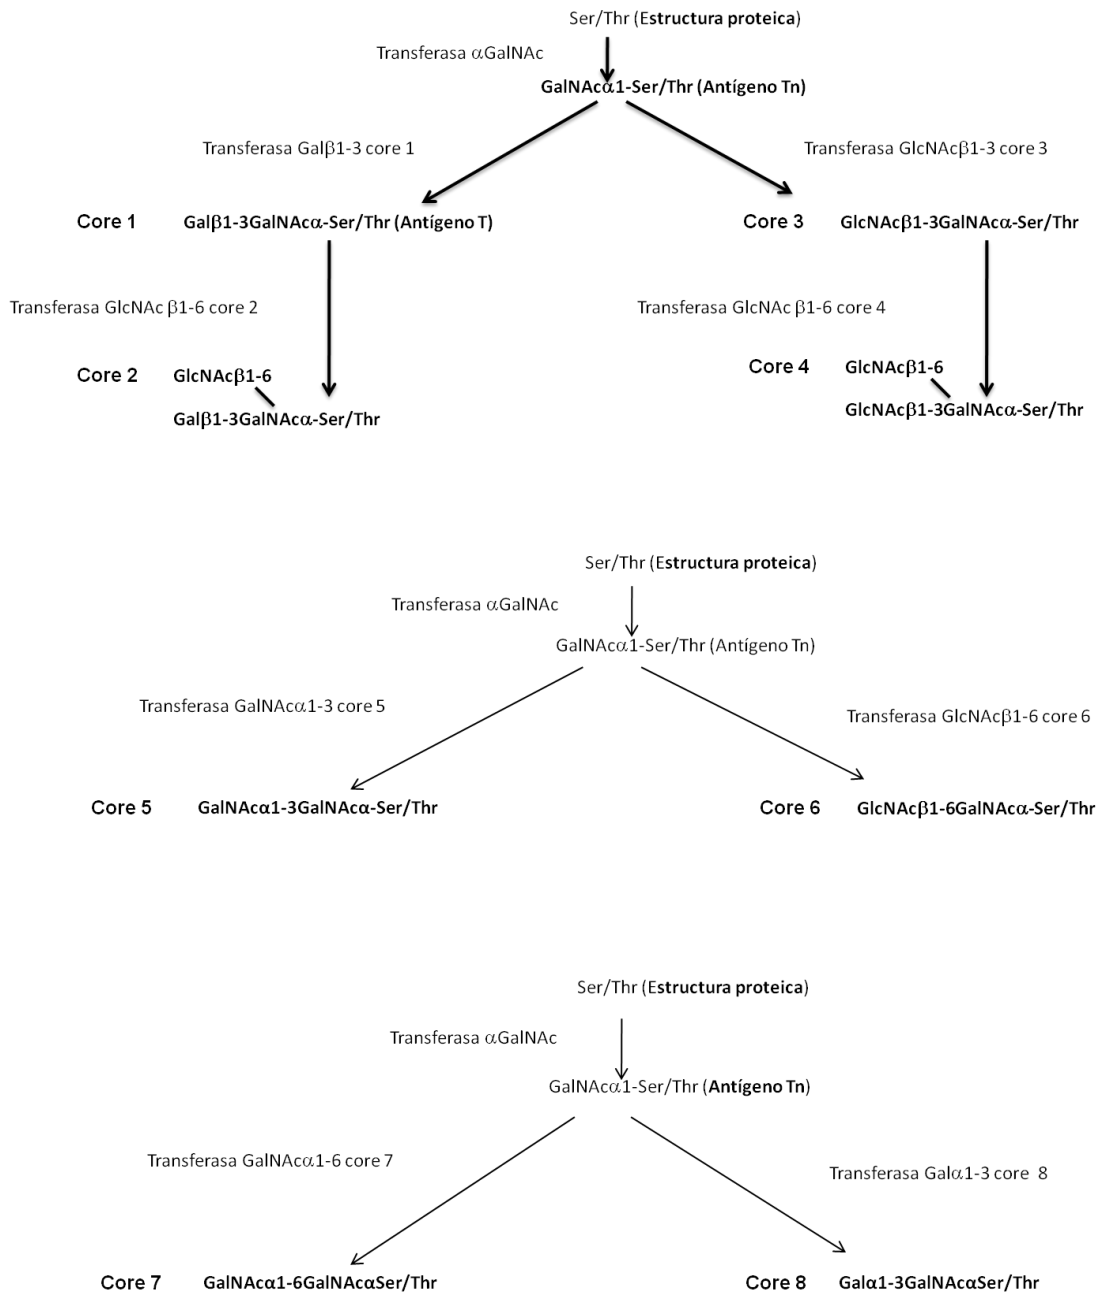 Ser/Thr (Estructura proteica)
Transferasa αGalNAc
GalNAcα1-Ser/Thr (Antígeno Tn)
Transferasa Galβ1-3 core 1
Transferasa GlcNAcβ1-3 core 3
Core 1 Galβ1-3GalNAcα-Ser/Thr (Antígeno T)
Core 3 GlcNAcβ1-3GalNAcα-Ser/Thr
Transferasa GlcNAc β1-6 core 2
Transferasa GlcNAc β1-6 core 4
Core 2 GlcNAcβ1-6
Galβ1-3GalNAcα-Ser/Thr
Core 4 GlcNAcβ1-6
GlcNAcβ1-3GalNAcα-Ser/Thr
Ser/Thr (Estructura proteica)
Transferasa αGalNAc
GalNAcα1-Ser/Thr (Antígeno Tn)
Transferasa GalNAcα1-3 core 5
Transferasa GlcNAcβ1-6 core 6
Core 5 GalNAcα1-3GalNAcα-Ser/Thr
Core 6 GlcNAcβ1-6GalNAcα-Ser/Thr
Ser/Thr (Estructura proteica)
Transferasa αGalNAc
GalNAcα1-Ser/Thr (Antígeno Tn)
Transferasa GalNAcα1-6 core 7
Transferasa Galα1-3 core 8
Core 7 GalNAcα1-6GalNAcαSer/Thr
Core 8 Galα1-3GalNAcαSer/Thr